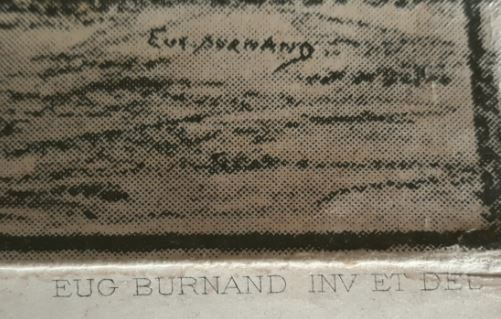 EUG. BURNAND
EUG BURNAND INV ET DEL